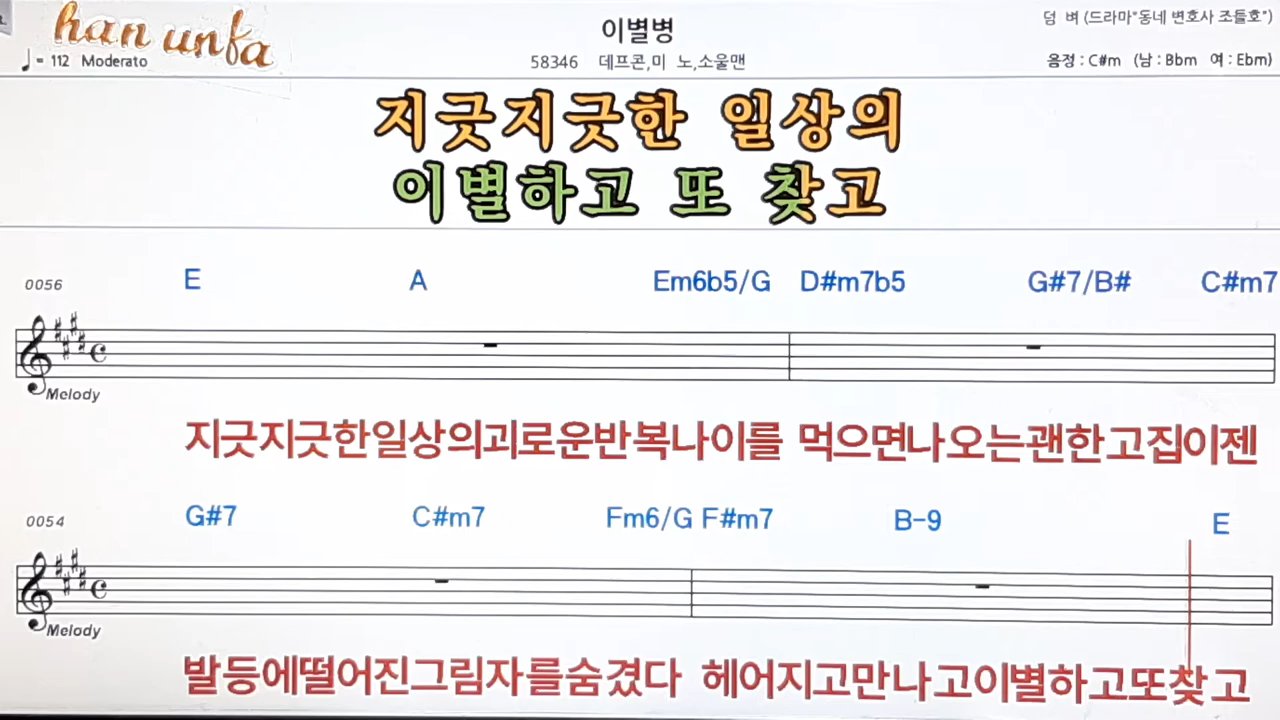 han unfa
♩= 112 Moderato
이별병
58346 데프콘,미 노,소울맨
덤 벼 (드라마"동네 변호사 조들호")
음정 : C#m (남 : Bbm 여 : Ebm)
지긋지긋한 일상의
이별하고 또 찾고
0056 E A Em6b5/G D#m7b5 G#7/B# C#m7
Melody
지긋지긋한일상의괴로운반복나이를 먹으면나오는괜한고집이젠
0054 G#7 C#m7 Fm6/G F#m7 B-9 E
Melody
발등에떨어진그림자를숨겼다 헤어지고만나고이별하고또찾고